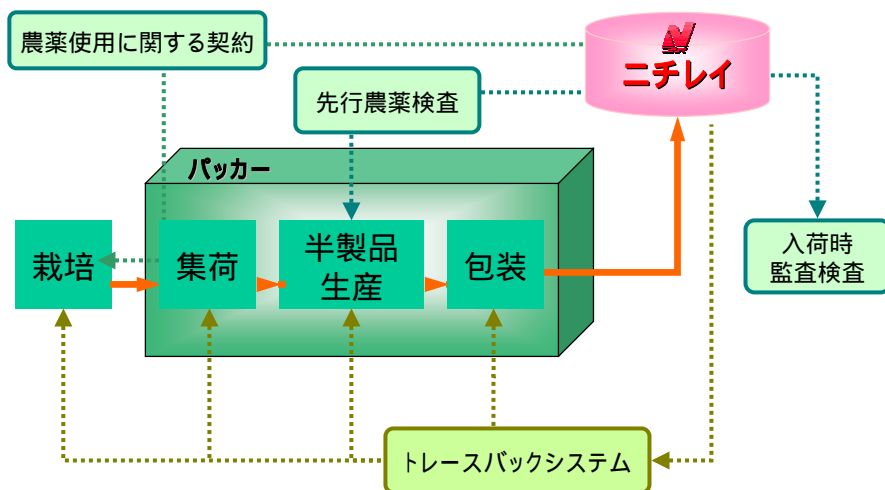 農薬使用に関する契約
ニチレイ
先行農薬検査
パッカー
栽培
集荷
半製品
生産
包装
入荷時
監査検査
トレースバックシステム